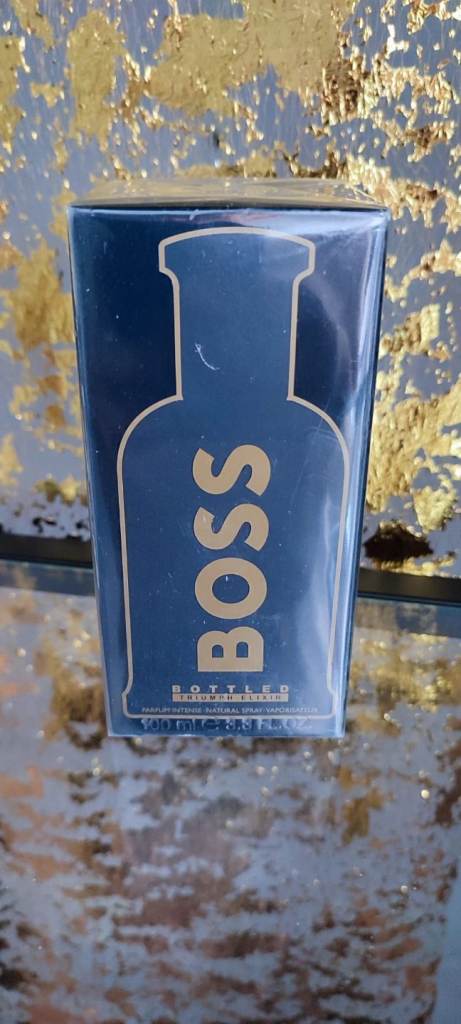 BOSS
BOTTLED
TRIUMPH ELIXIR
PARFUM INTENSE·NATURAL SPRAY·VAPORISATEUR
100 ml ℮ 3.3 FL.OZ.